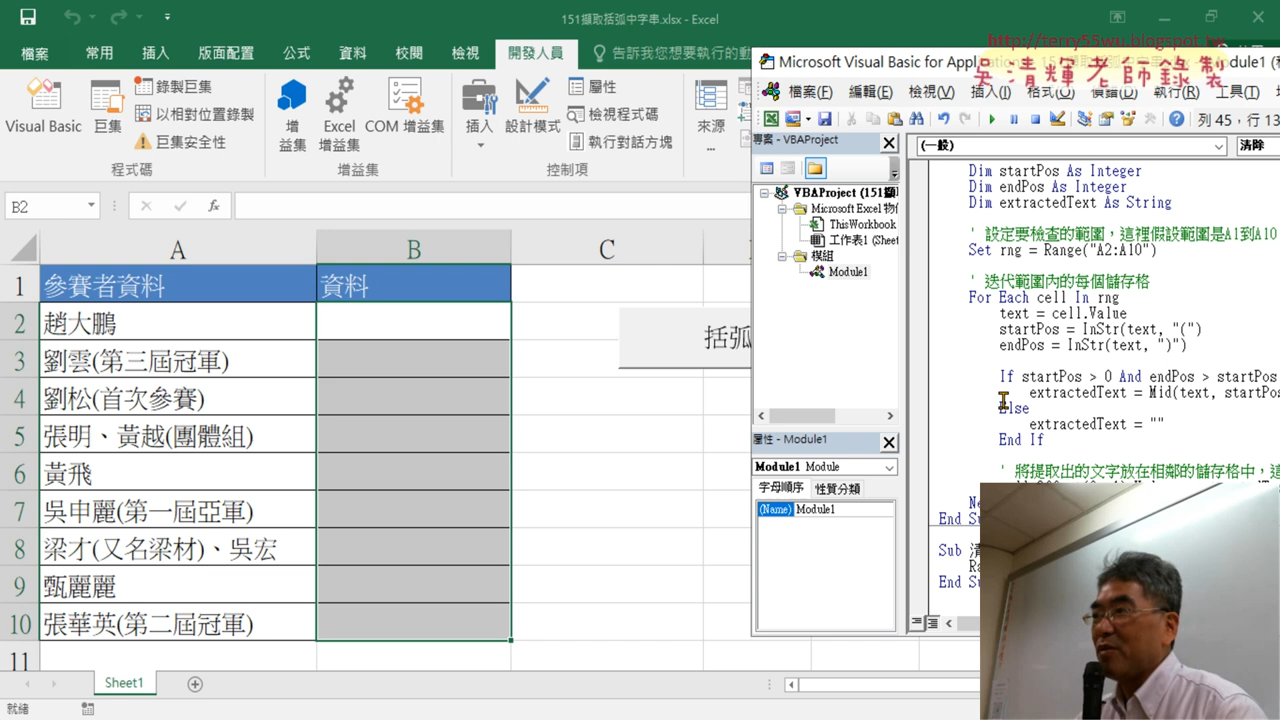 151擷取括弧中字串.xlsx - Excel
檔案 常用 插入 版面配置 公式 資料 校閱 檢視 開發人員 告訴我您想要執行的動
http://terry55wu.blogspot.tw
吳清輝老師錄製
Visual Basic 巨集 錄製巨集 以相對位置錄製 巨集安全性 程式碼
增益集 Excel 增益集 COM 增益集 增益集
插入 設計模式 屬性 檢視程式碼 執行對話方塊 控制項
來源
B2
A B C
1 參賽者資料 資料
2 趙大鵬
3 劉雲(第三屆冠軍)
4 劉松(首次參賽)
5 張明、黃越(團體組)
6 黃飛
7 吳申麗(第一屆亞軍)
8 梁才(又名梁材)、吳宏
9 甄麗麗
10 張華英(第二屆冠軍)
11
括弧
Sheet1
就緒
Microsoft Visual Basic for Appl
檔案(F) 編輯(E) 檢視(V) 插入(I) 格式(O) 偵錯(D) 執行(R) 工具(T)
列 45, 行 13
專案 - VBAProject
VBAProject (151擷
Microsoft Excel 物件
ThisWorkbook
工作表1 (Sheet
模組
Module1
屬性 - Module1
Module1 Module
字母順序 性質分類
(Name) Module1
(一般) 清除
Dim startPos As Integer
Dim endPos As Integer
Dim extractedText As String
' 設定要檢查的範圍，這裡假設範圍是A1到A10
Set rng = Range("A2:A10")
' 迭代範圍內的每個儲存格
For Each cell In rng
text = cell.Value
startPos = InStr(text, "(")
endPos = InStr(text, ")")
If startPos > 0 And endPos > startPos
extractedText = Mid(text, startPos
Else
extractedText = ""
End If
' 將提取出的文字放在相鄰的儲存格中，這
Ne
End Su
Sub 清
Ra
End Su